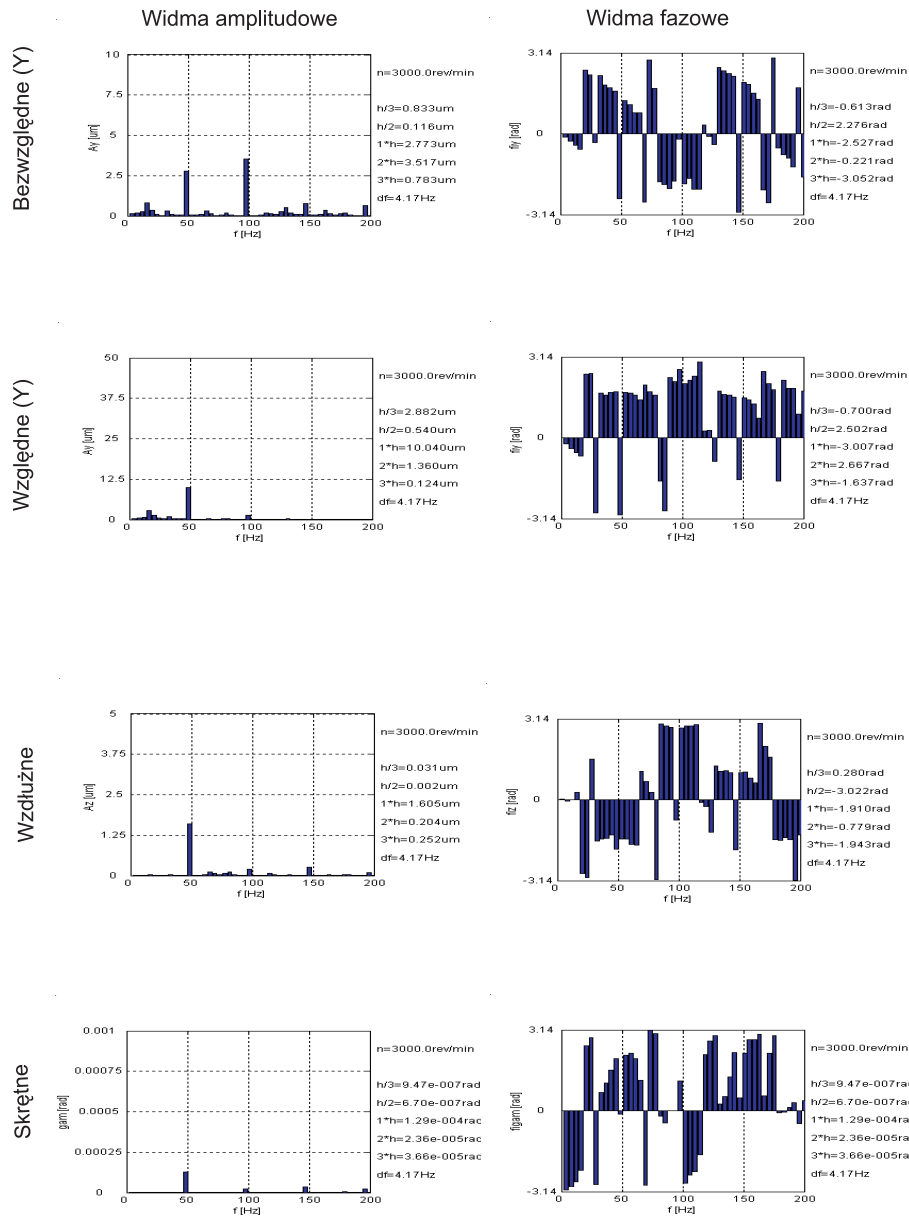 Widma amplitudowe
Widma fazowe
Bezwzględne (Y)
10
7.5
5
2.5
0
Ay [um]
0
50
100
150
200
f [Hz]
n=3000.0rev/min
h/3=0.833um
h/2=0.116um
1*h=2.773um
2*h=3.517um
3*h=0.783um
df=4.17Hz
3.14
0
-3.14
fiy [rad]
0
50
100
150
200
f [Hz]
n=3000.0rev/min
h/3=-0.613rad
h/2=2.276rad
1*h=-2.527rad
2*h=-0.221rad
3*h=-3.052rad
df=4.17Hz
Względne (Y)
50
37.5
25
12.5
0
Ay [um]
0
50
100
150
200
f [Hz]
n=3000.0rev/min
h/3=2.882um
h/2=0.540um
1*h=10.040um
2*h=1.360um
3*h=0.124um
df=4.17Hz
3.14
0
-3.14
fiy [rad]
0
50
100
150
200
f [Hz]
n=3000.0rev/min
h/3=-0.700rad
h/2=2.502rad
1*h=-3.007rad
2*h=2.667rad
3*h=-1.637rad
df=4.17Hz
Wzdłużne
5
3.75
2.5
1.25
0
Az [um]
0
50
100
150
200
f [Hz]
n=3000.0rev/min
h/3=0.031um
h/2=0.002um
1*h=1.605um
2*h=0.204um
3*h=0.252um
df=4.17Hz
3.14
0
-3.14
fiz [rad]
0
50
100
150
200
f [Hz]
n=3000.0rev/min
h/3=0.280rad
h/2=-3.022rad
1*h=-1.910rad
2*h=-0.779rad
3*h=-1.943rad
df=4.17Hz
Skrętne
0.001
0.00075
0.0005
0.00025
0
gam [rad]
0
50
100
150
200
f [Hz]
n=3000.0rev/min
h/3=9.47e-007rad
h/2=6.70e-007rad
1*h=1.29e-004rad
2*h=2.36e-005rad
3*h=3.66e-005rad
df=4.17Hz
3.14
0
-3.14
figam [rad]
0
50
100
150
200
f [Hz]
n=3000.0rev/min
h/3=9.47e-007rad
h/2=6.70e-007rad
1*h=1.29e-004rad
2*h=2.36e-005rad
3*h=3.66e-005rad
df=4.17Hz